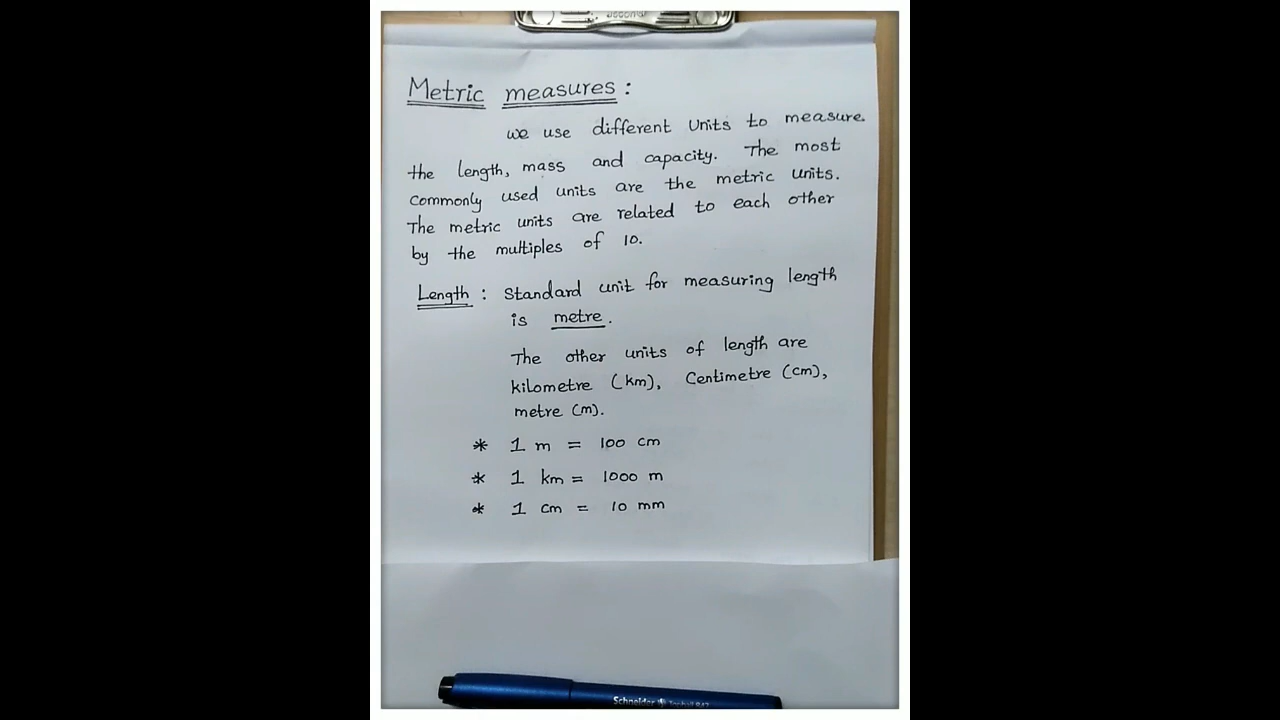 Metric measures :
we use different Units to measure.
the length, mass and capacity. The most
commonly used units are the metric units.
The metric units are related to each other
by the multiples of 10.
Length : Standard unit for measuring length
is metre.
The other units of length are
kilometre (km), Centimetre (cm),
metre (m).
* 1 m = 100 cm
* 1 km = 1000 m
* 1 cm = 10 mm
Schneider